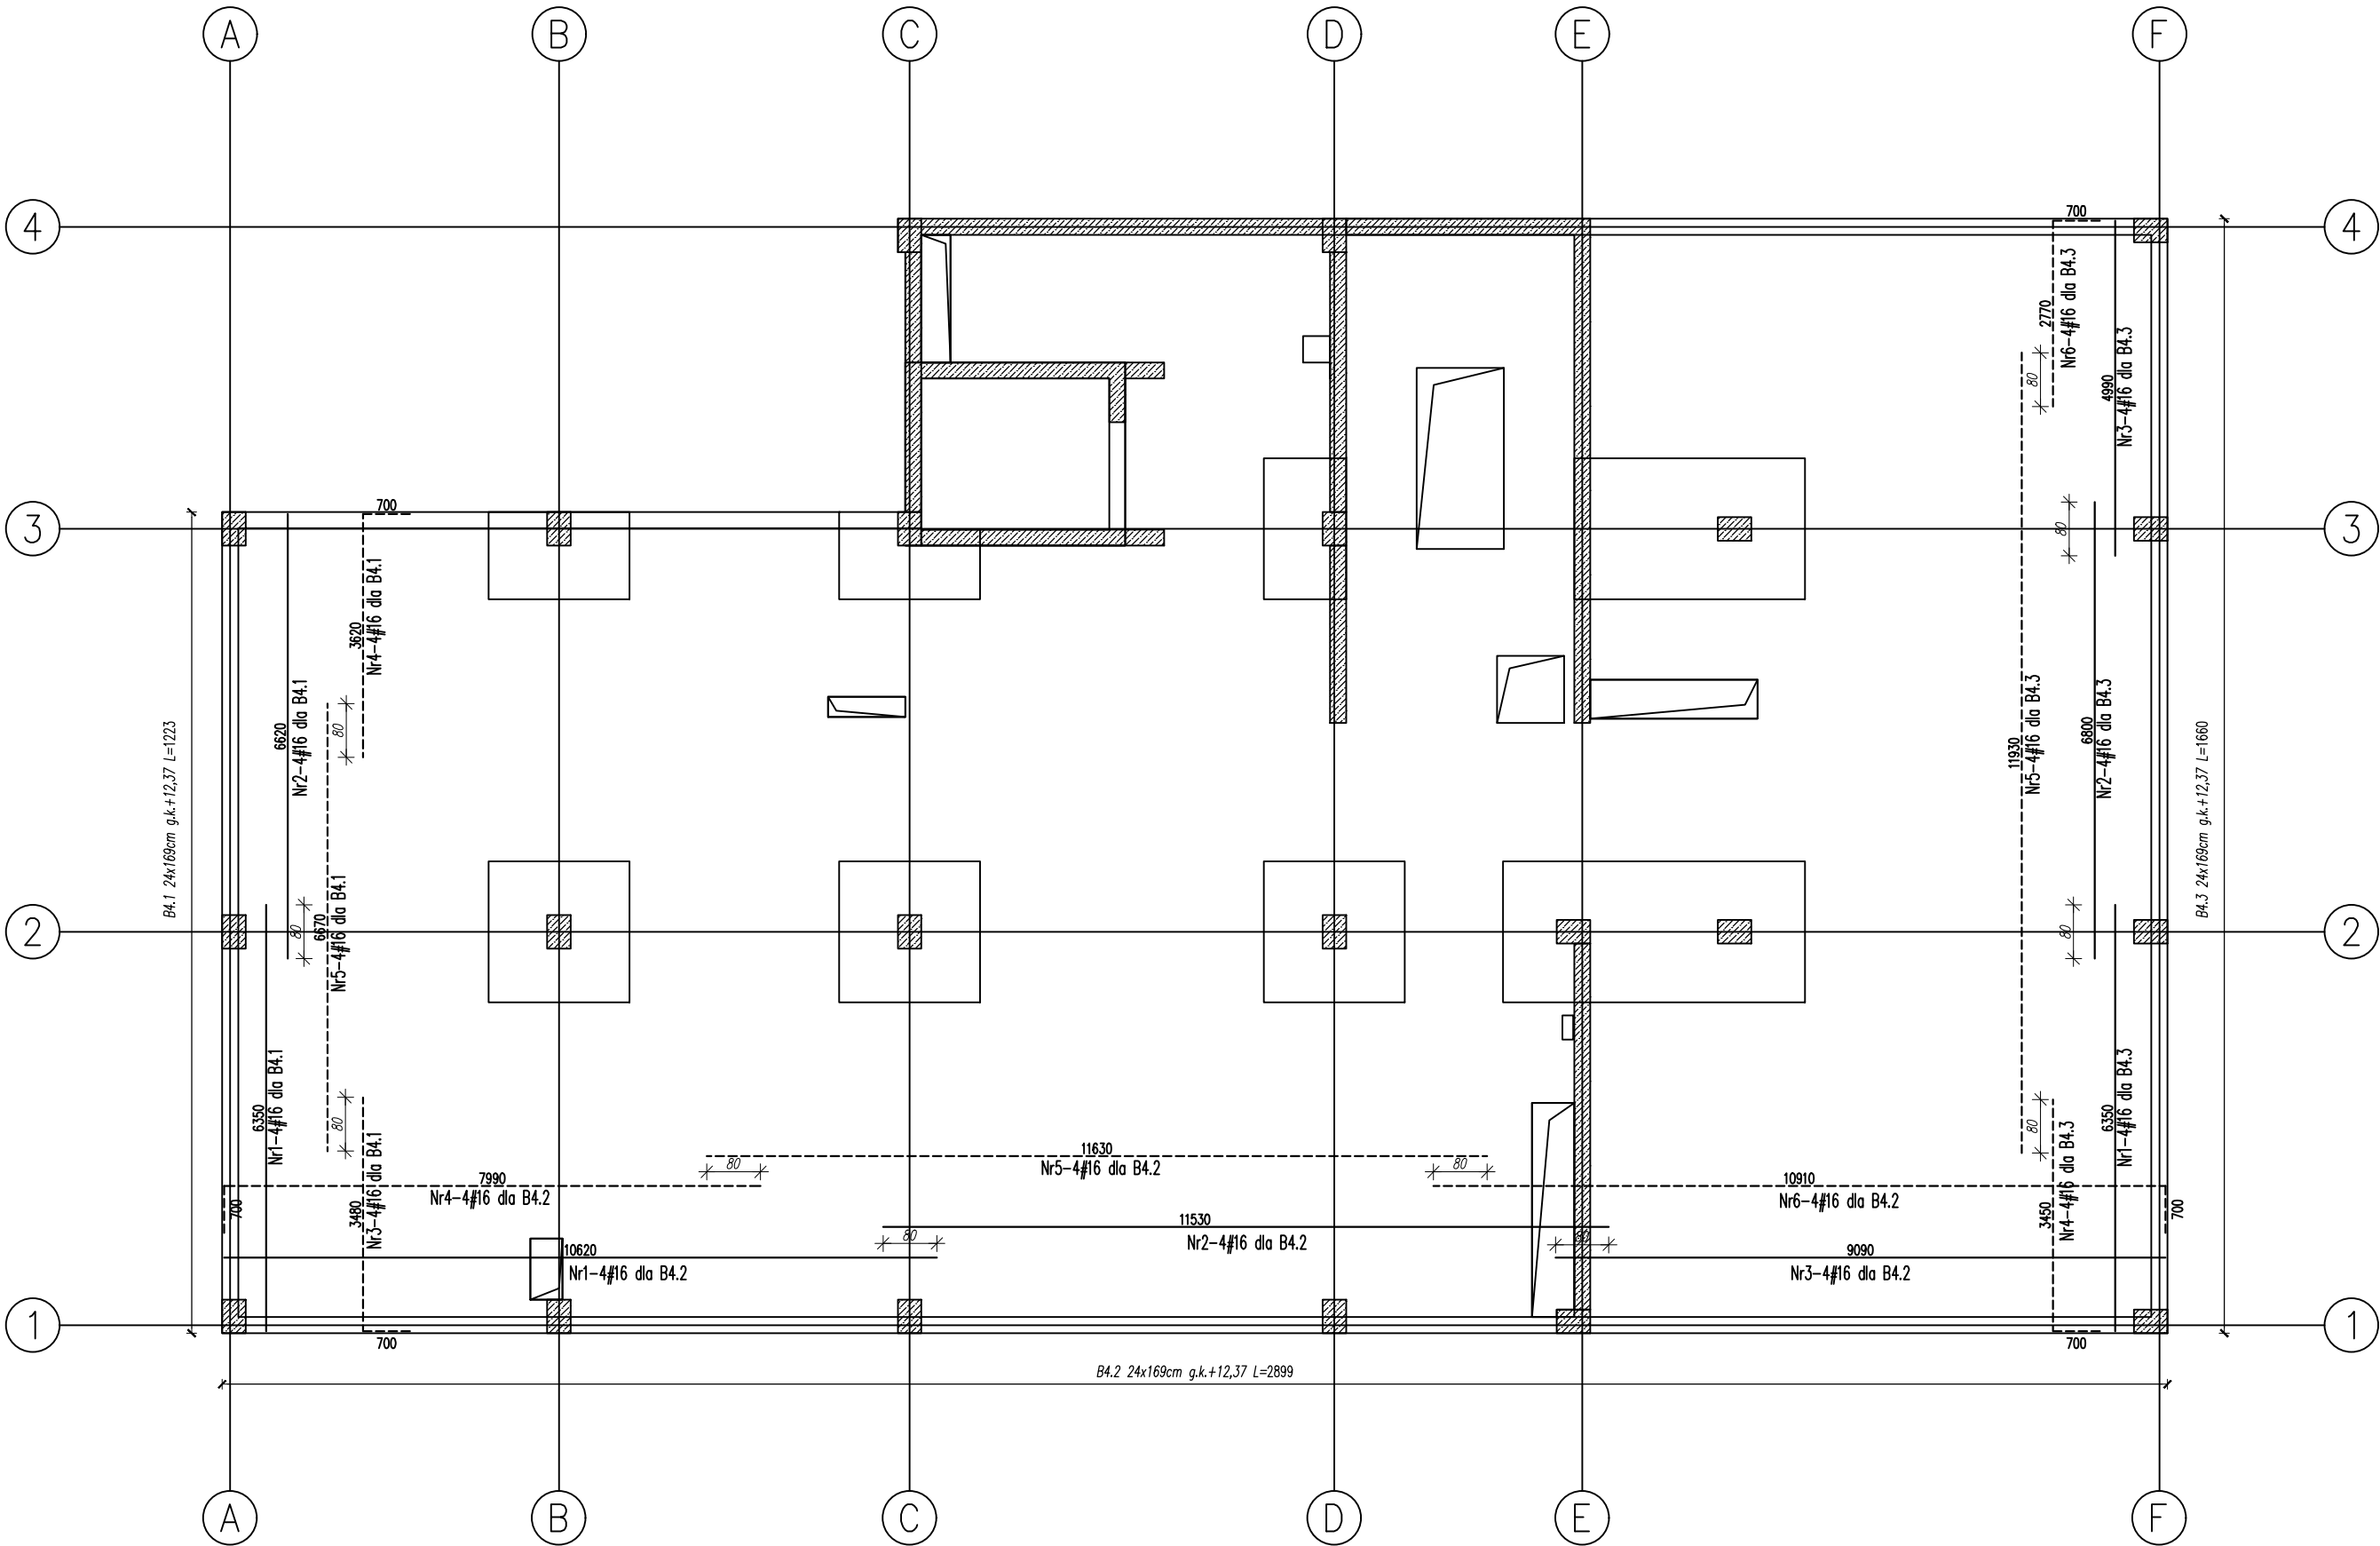 A B C D E F
4 4
700
2770
Nr6-4#16 dla B4.3
80
4990
Nr3-4#16 dla B4.3
3 3
700
3620
Nr4-4#16 dla B4.1
80
6620
Nr2-4#16 dla B4.1
80
B4.1 24x169cm g.k.+12,37 L=1223
80
11930
Nr5-4#16 dla B4.3
6800
Nr2-4#16 dla B4.3
B4.3 24x169cm g.k.+12,37 L=1660
2 2
80
6670
Nr5-4#16 dla B4.1
80
6350
Nr1-4#16 dla B4.1
80
6350
Nr1-4#16 dla B4.3
3480
Nr3-4#16 dla B4.1
3450
Nr4-4#16 dla B4.3
11630
Nr5-4#16 dla B4.2
80 80
7990
Nr4-4#16 dla B4.2
700
10910
Nr6-4#16 dla B4.2
700
11530
Nr2-4#16 dla B4.2
80 80
10620
Nr1-4#16 dla B4.2
9090
Nr3-4#16 dla B4.2
1 1
700 700
B4.2 24x169cm g.k.+12,37 L=2899
A B C D E F